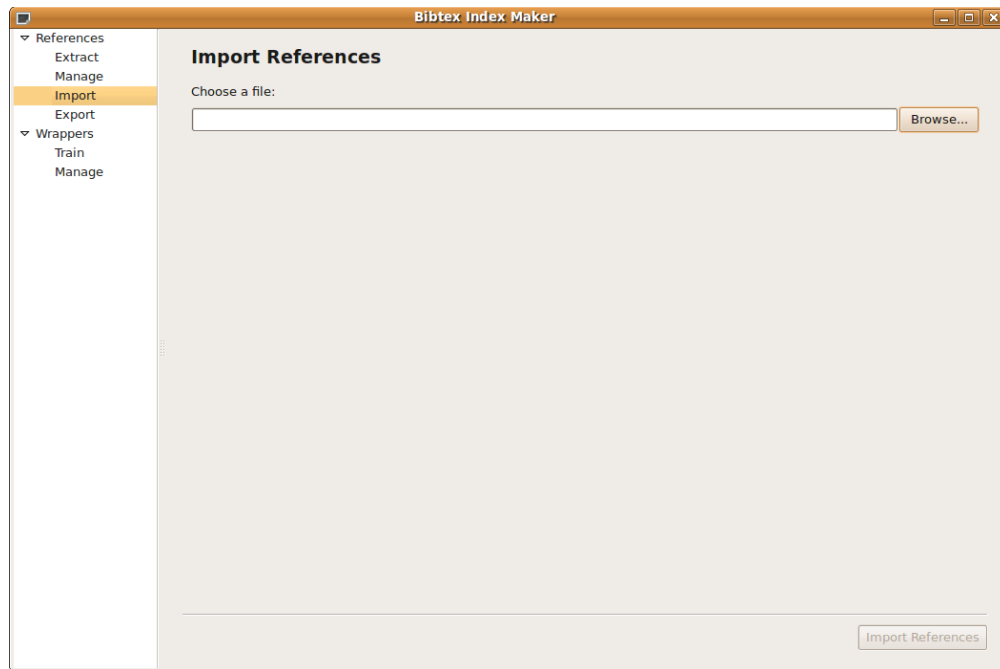 Bibtex Index Maker
References
Extract
Manage
Import
Export
Wrappers
Train
Manage
Import References
Choose a file:
Browse...
Import References